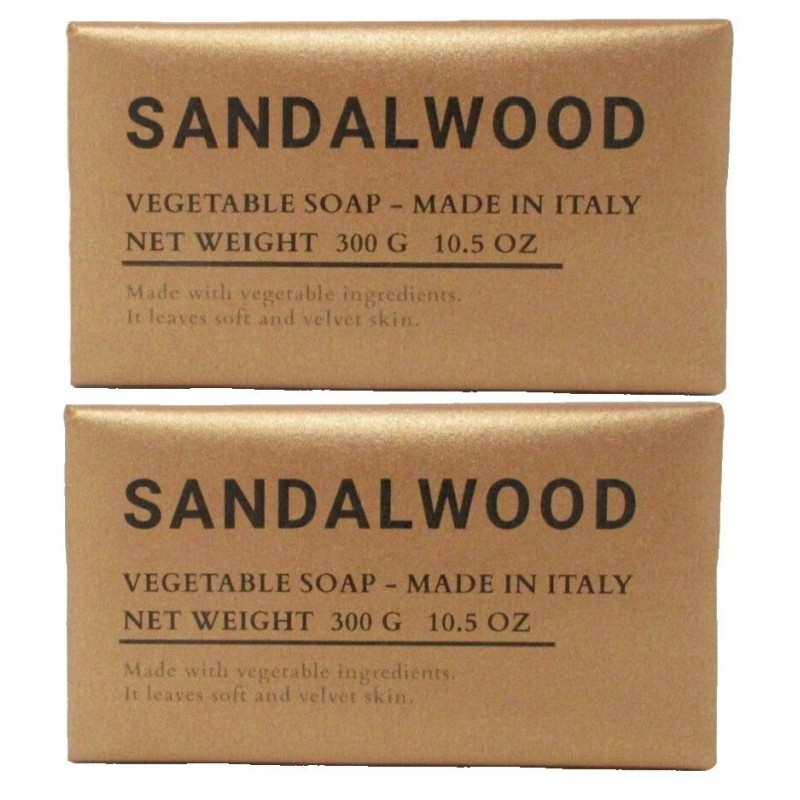 SANDALWOOD
VEGETABLE SOAP – MADE IN ITALY
NET WEIGHT 300 G 10.5 OZ
Made with vegetable ingredients.
It leaves soft and velvet skin.
SANDALWOOD
VEGETABLE SOAP – MADE IN ITALY
NET WEIGHT 300 G 10.5 OZ
Made with vegetable ingredients.
It leaves soft and velvet skin.